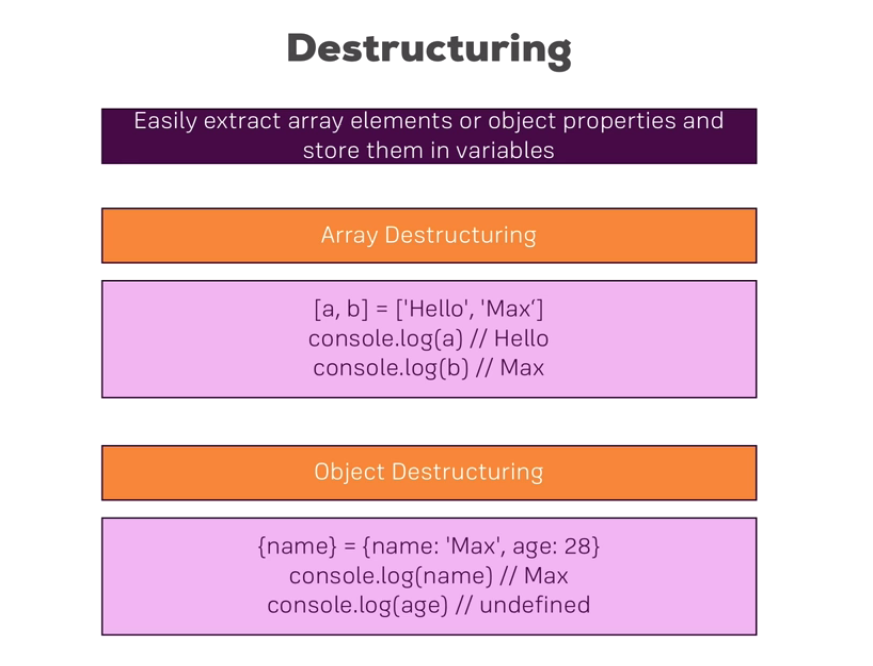 Destructuring
Easily extract array elements or object properties and
store them in variables
Array Destructuring
[a, b] = ['Hello', 'Max‘]
console.log(a) // Hello
console.log(b) // Max
Object Destructuring
{name} = {name: 'Max', age: 28}
console.log(name) // Max
console.log(age) // undefined